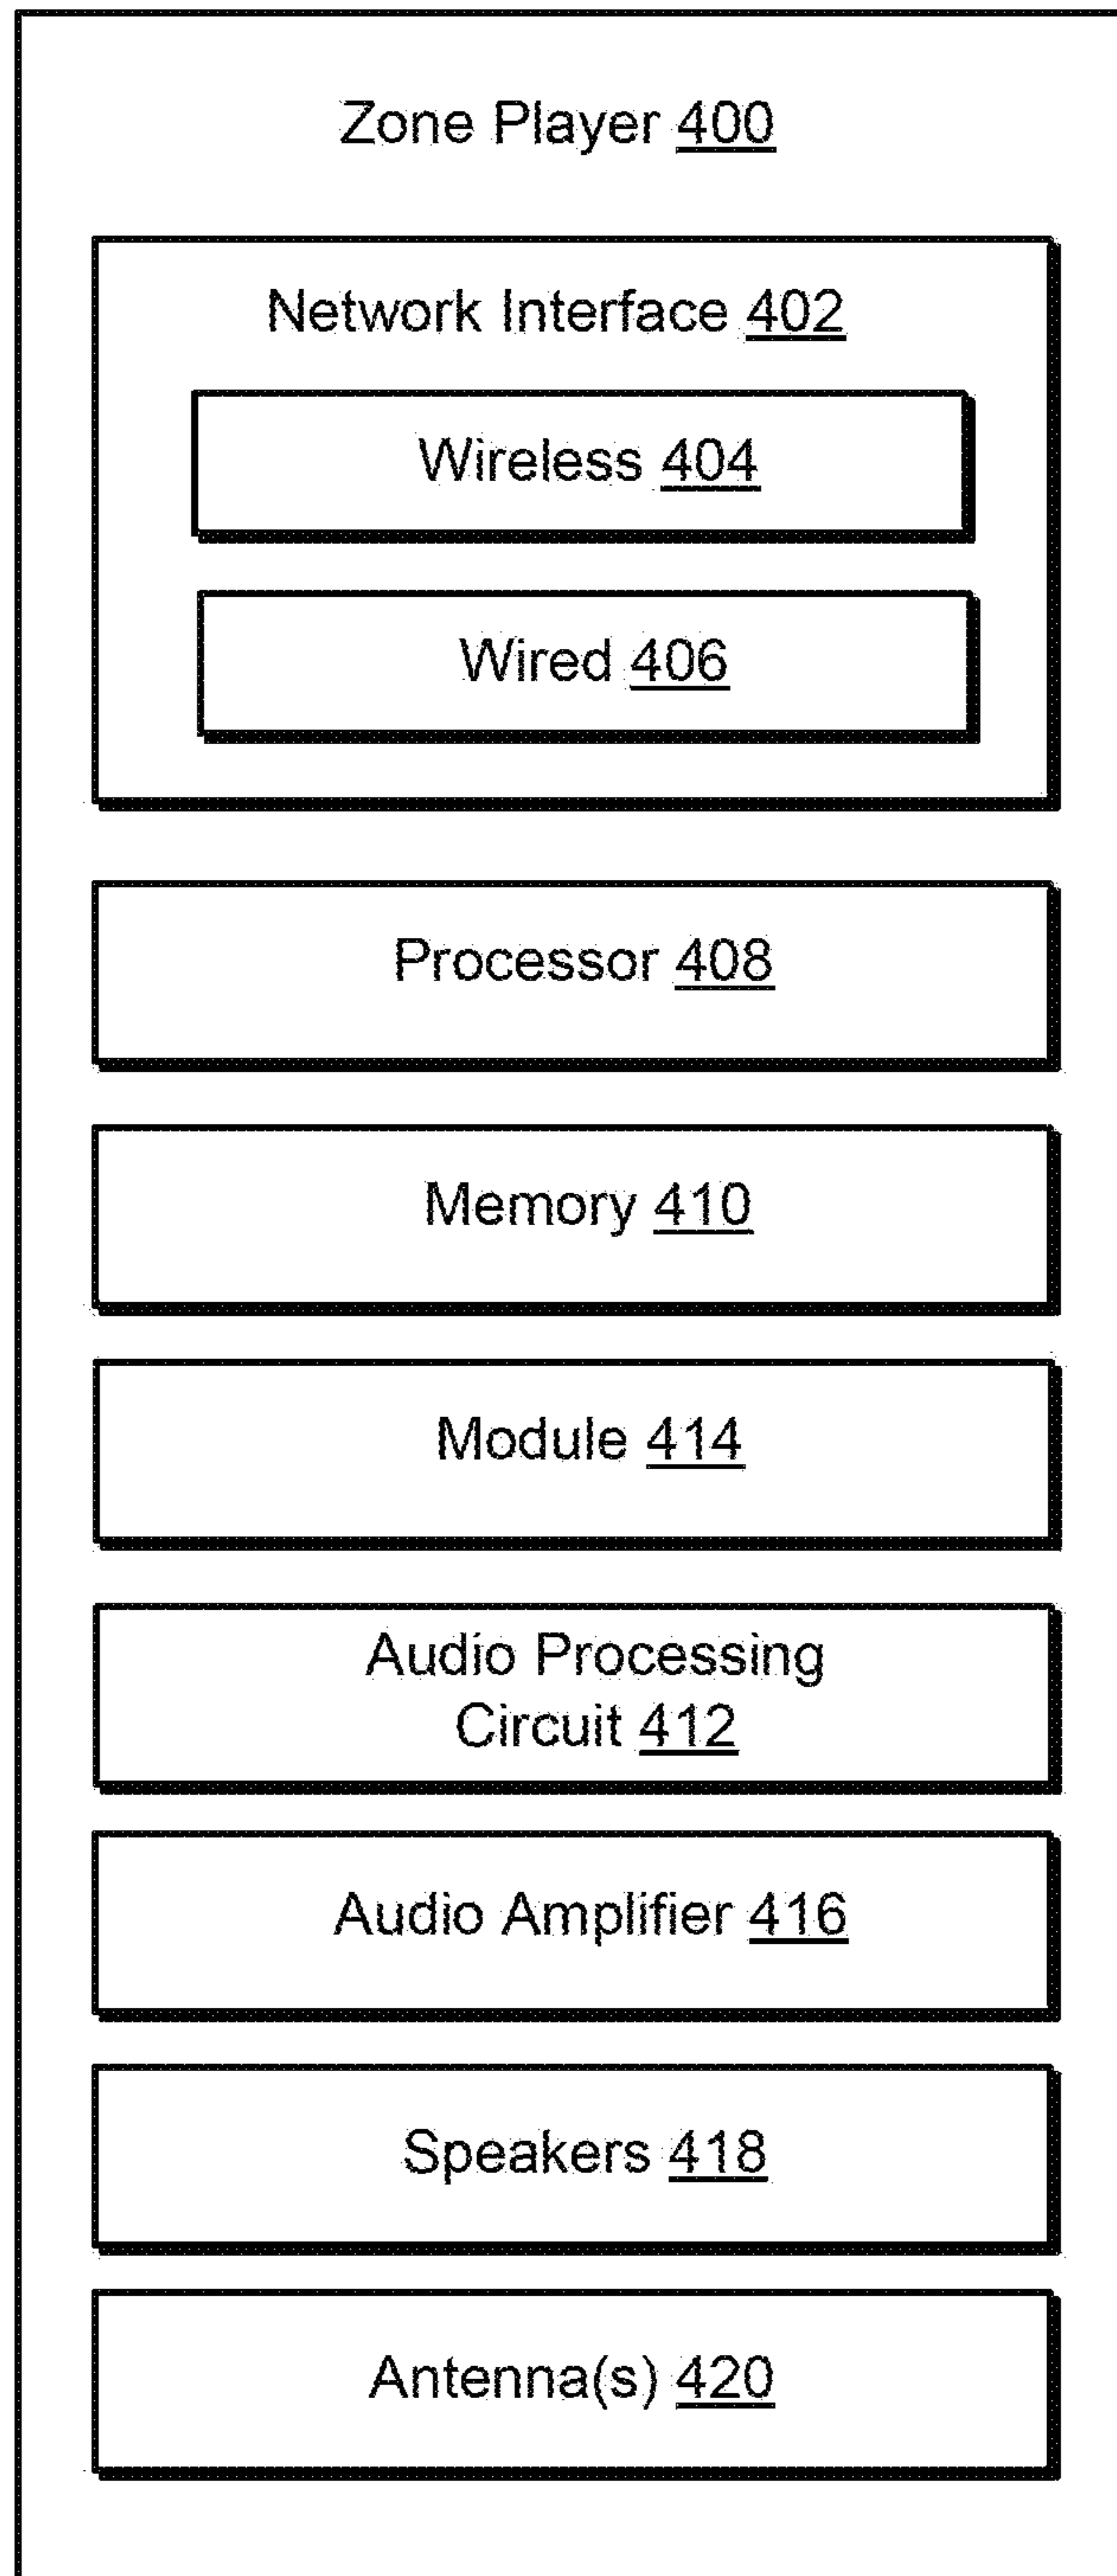 Zone Player 400
Network Interface 402
Wireless 404
Wired 406
Processor 408
Memory 410
Module 414
Audio Processing
Circuit 412
Audio Amplifier 416
Speakers 418
Antenna(s) 420